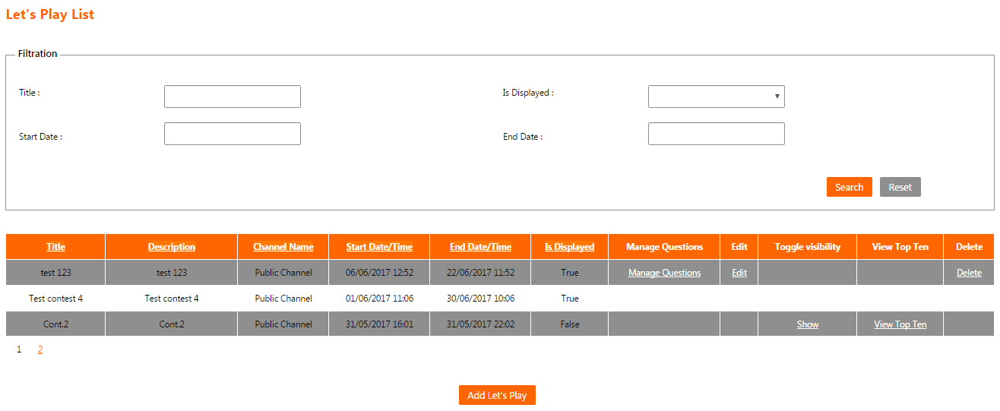 Let's Play List
Filtration
Title : Is Displayed :
Start Date : End Date :
Search Reset
Title Description Channel Name Start Date/Time End Date/Time Is Displayed Manage Questions Edit Toggle visibility View Top Ten Delete
test 123 test 123 Public Channel 06/06/2017 12:52 22/06/2017 11:52 True Manage Questions Edit Delete
Test contest 4 Test contest 4 Public Channel 01/06/2017 11:06 30/06/2017 10:06 True
Cont.2 Cont.2 Public Channel 31/05/2017 16:01 31/05/2017 22:02 False Show View Top Ten
1 2
Add Let's Play